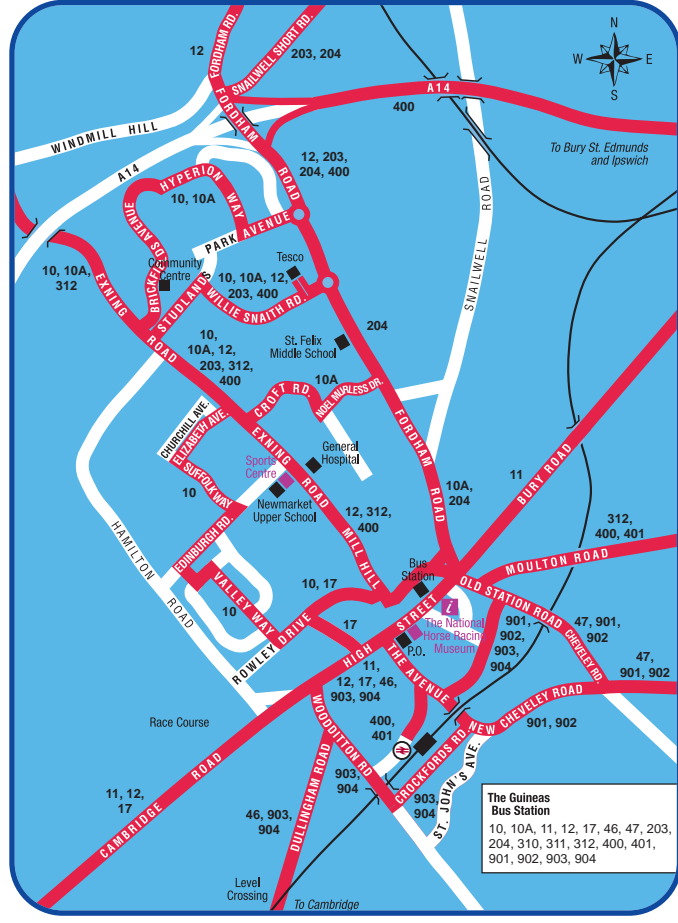 N
W
E
S
FORDHAM RD.
12
SNAILWELL SHORT RD.
203, 204
FORDHAM
ROAD
A14
400
To Bury St. Edmunds
and Ipswich
WINDMILL HILL
A14
12, 203,
204, 400
HYPERION
WAY
10, 10A
PARK AVENUE
BRICKFIELDS AVENUE
Community
Centre
STUDLANDS
Tesco
10, 10A, 12,
203, 400
WILLIE SNAITH RD.
SNAILWELL
ROAD
10, 10A,
312
EXNING
ROAD
10,
10A, 12,
203, 312,
400
St. Felix
Middle School
204
10A
CROFT RD
NOEL MURLESS DR.
CHURCHILL AVE.
ELIZABETH AVE.
SUFFOLK WAY
10
EXNING
ROAD
FORDHAM
ROAD
Sports
Centre
General
Hospital
Newmarket
Upper School
10A,
204
11
BURY ROAD
12, 312,
400
MILL HILL
EDINBURGH RD.
HAMILTON
ROAD
VALLEY WAY
10
10, 17
ROWLEY DRIVE
17
Bus
Station
312,
400, 401
MOULTON ROAD
OLD STATION ROAD
i
The National
Horse Racing
Museum
HIGH STREET
P.O.
THE AVENUE
901,
902,
903,
904
47, 901,
902
CHEVELEY RD.
47,
901, 902
11,
12, 17, 46,
903, 904
400,
401
NEW CHEVELEY ROAD
901, 902
Race Course
WOODDITTON RD
CROCKFORDS RD.
ST. JOHN'S AVE.
903,
904
903,
904
11, 12,
17
CAMBRIDGE
ROAD
46, 903,
904
DULLINGHAM ROAD
Level
Crossing
To Cambridge
The Guineas
Bus Station
10, 10A, 11, 12, 17, 46, 47, 203,
204, 310, 311, 312, 400, 401,
901, 902, 903, 904